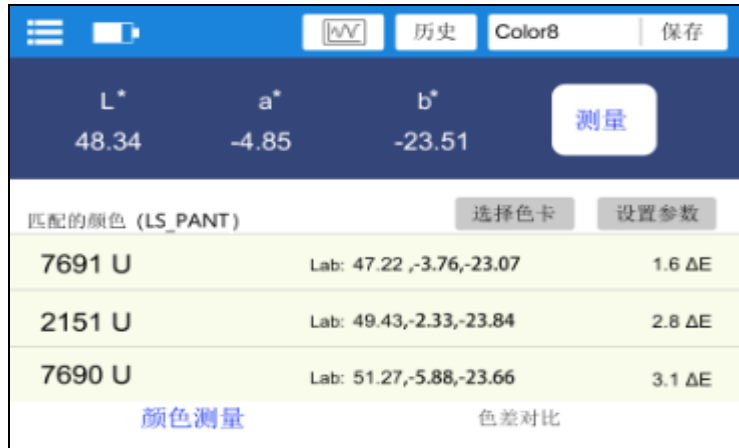 历史 Color8 保存
L* a* b*
48.34 -4.85 -23.51 测量
匹配的颜色 (LS_PANT) 选择色卡 设置参数
7691 U Lab: 47.22 ,-3.76,-23.07 1.6 ΔE
2151 U Lab: 49.43,-2.33,-23.84 2.8 ΔE
7690 U Lab: 51.27,-5.88,-23.66 3.1 ΔE
颜色测量 色差对比